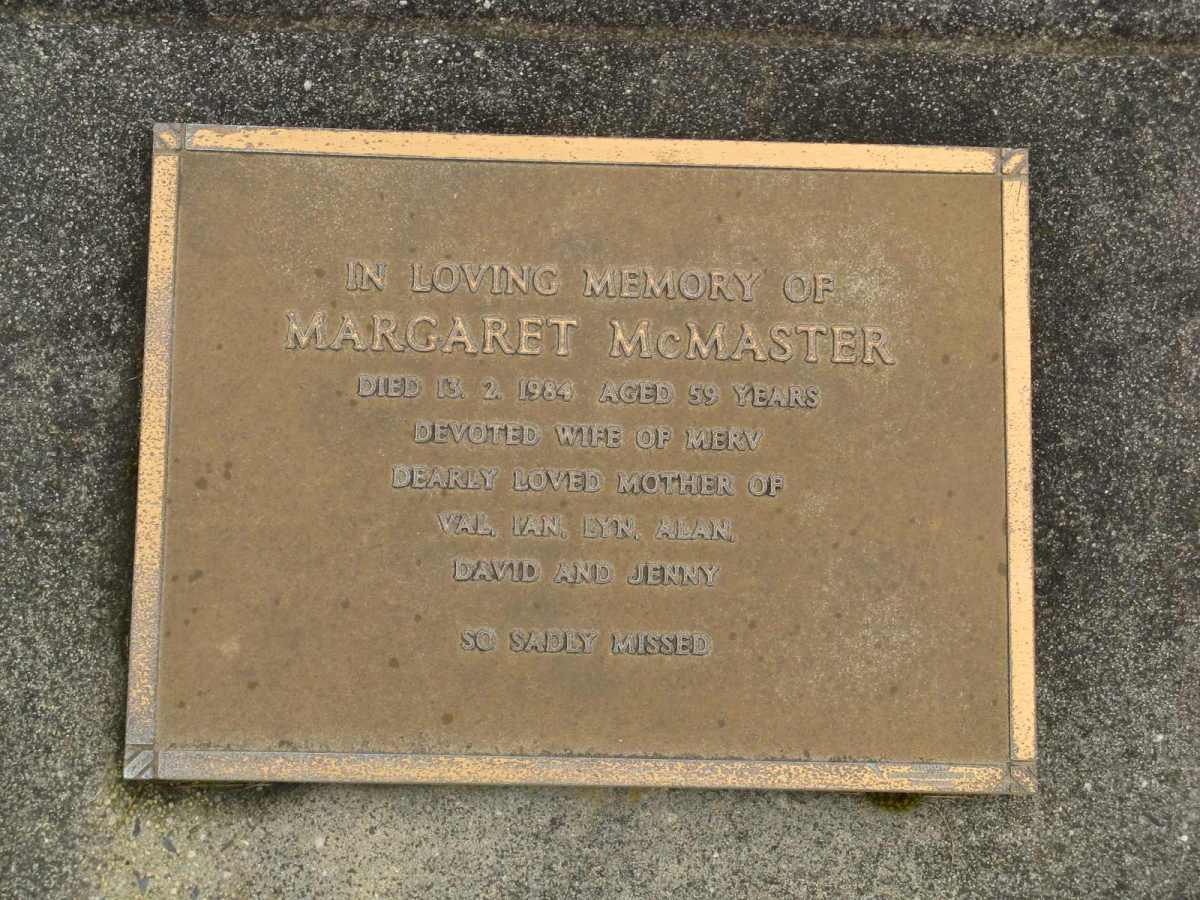 IN LOVING MEMORY OF
MARGARET McMASTER
DIED 13. 2. 1984 AGED 59 YEARS
DEVOTED WIFE OF MERV
DEARLY LOVED MOTHER OF
VAL, IAN, LYN, ALAN,
DAVID AND JENNY
SO SADLY MISSED